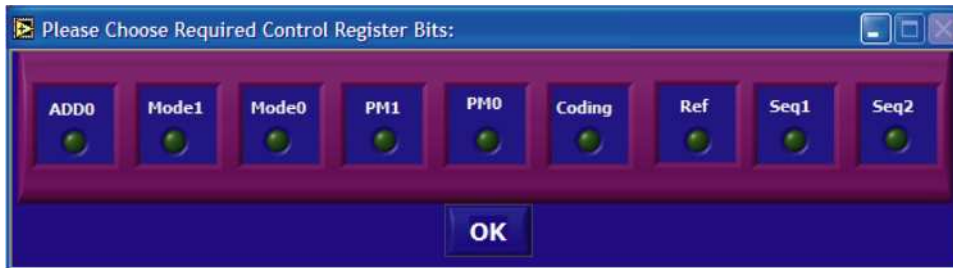 Please Choose Required Control Register Bits:
ADD0 Mode1 Mode0 PM1 PM0 Coding Ref Seq1 Seq2
OK